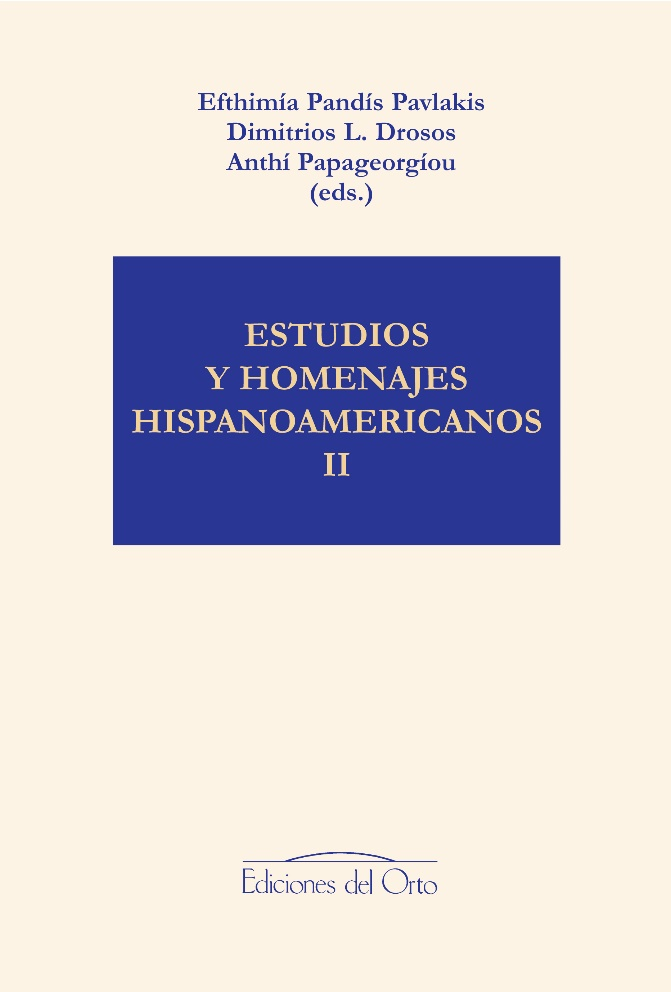 Efthimía Pandís Pavlakis
Dimitrios L. Drosos
Anthí Papageorgíou
(eds.)
ESTUDIOS
Y HOMENAJES
HISPANOAMERICANOS
II
Ediciones del Orto